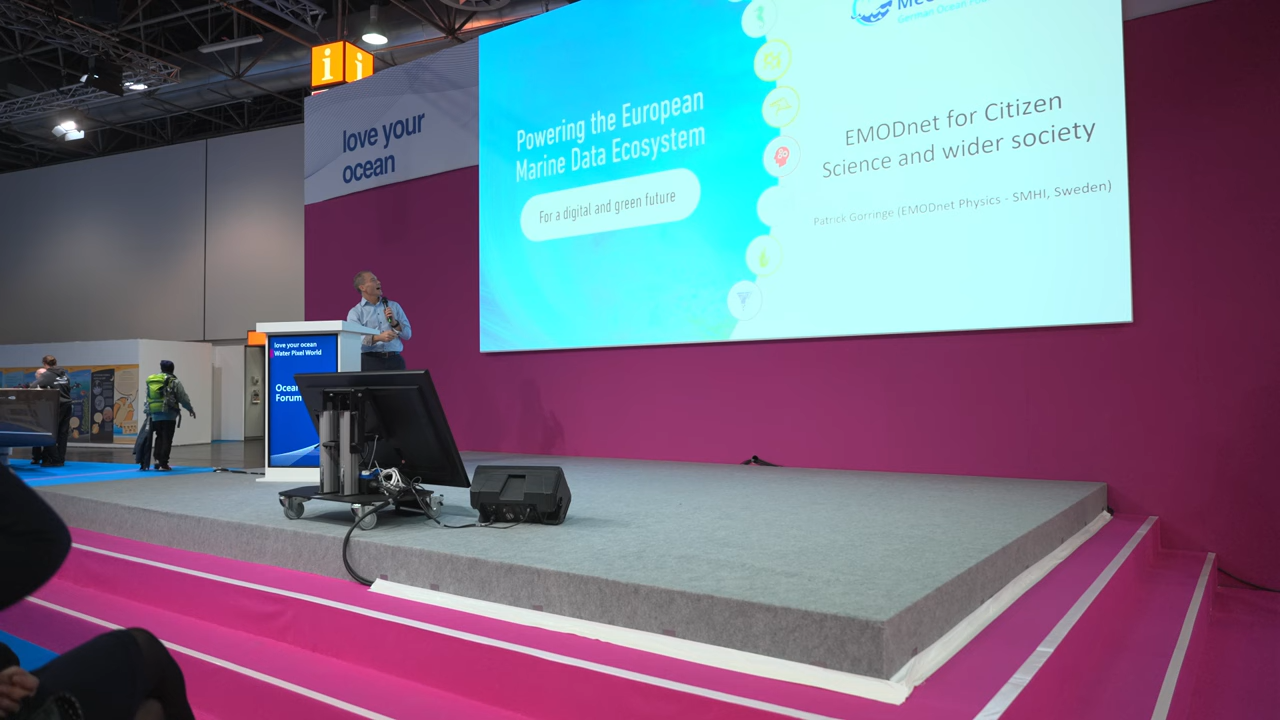 i i
love your
ocean
Powering the European
Marine Data Ecosystem
For a digital and green future
German Ocean
EMODnet for Citizen
Science and wider society
Patrick Gorringe (EMODnet Physics - SMHI, Sweden)
love your ocean
Water Pixel World
Forum